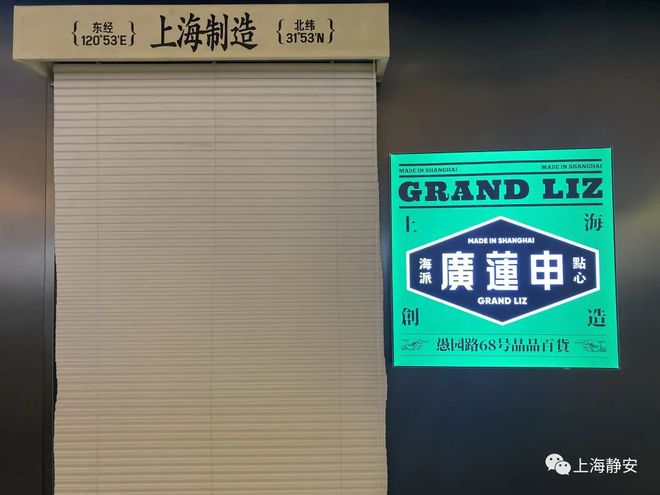 东经
120°53'E
上海制造
北纬
31°53'N
MADE IN SHANGHAI
MADE IN SHANGHAI
GRAND LIZ
上海
MADE IN SHANGHAI
海派
廣蓮申
點心
GRAND LIZ
創造
愚园路68号晶品百貨
上海静安